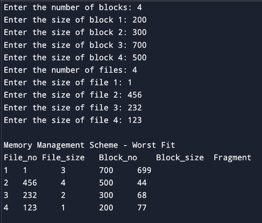 Enter the number of blocks: 4
Enter the size of block 1: 200
Enter the size of block 2: 300
Enter the size of block 3: 700
Enter the size of block 4: 500
Enter the number of files: 4
Enter the size of file 1: 1
Enter the size of file 2: 456
Enter the size of file 3: 232
Enter the size of file 4: 123
Memory Management Scheme - Worst Fit
File_no File_size Block_no Block_size Fragment
1 1 3 700 699
2 456 4 500 44
3 232 2 300 68
4 123 1 200 77